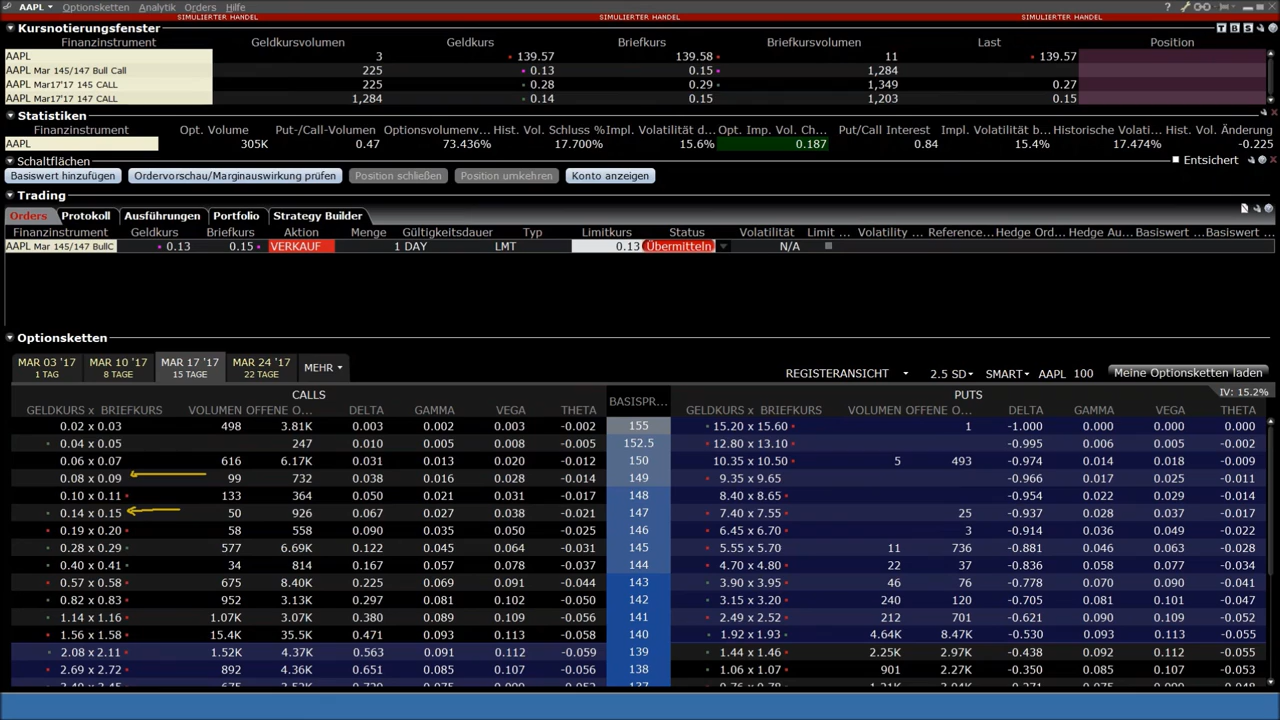 AAPL Optionsketten Analytik Orders Hilfe
SIMULIERTER HANDEL SIMULIERTER HANDEL SIMULIERTER HANDEL
Kursnotierungsfenster
Finanzinstrument Geldkursvolumen Geldkurs Briefkurs Briefkursvolumen Last Position
AAPL 3 139.57 139.58 11 139.57
AAPL Mar 145/147 Bull Call 225 0.13 0.15 1,284
AAPL Mar17'17 145 CALL 225 0.28 0.29 1,349 0.27
AAPL Mar17'17 147 CALL 1,284 0.14 0.15 1,203 0.15
Statistiken
Finanzinstrument Opt. Volume Put-/Call-Volumen Optionsvolumenv... Hist. Vol. Schluss % Impl. Volatilität d... Opt. Imp. Vol. Ch... Put/Call Interest Impl. Volatilität b... Historische Volati... Hist. Vol. Änderung
AAPL 305K 0.47 73.436% 17.700% 15.6% 0.187 0.84 15.4% 17.474% -0.225
Schaltflächen Entsichert
Basiswert hinzufügen Ordervorschau/Marginauswirkung prüfen Position schließen Position umkehren Konto anzeigen
Trading
Orders Protokoll Ausführungen Portfolio Strategy Builder
Finanzinstrument Geldkurs Briefkurs Aktion Menge Gültigkeitsdauer Typ Limitkurs Status Volatilität Limit ... Volatility ... Reference... Hedge Ord... Hedge Au... Basiswert ... Basiswert ...
AAPL Mar 145/147 BullC 0.13 0.15 VERKAUF 1 DAY LMT 0.13 Übermitteln N/A
Optionsketten
MAR 03 '17 MAR 10 '17 MAR 17 '17 MAR 24 '17 MEHR
1 TAG 8 TAGE 15 TAGE 22 TAGE
REGISTERANSICHT 2.5 SD SMART AAPL 100 Meine Optionsketten laden
CALLS BASISPR... PUTS IV: 15.2%
GELDKURS x BRIEFKURS VOLUMEN OFFENE O... DELTA GAMMA VEGA THETA GELDKURS x BRIEFKURS VOLUMEN OFFENE O... DELTA GAMMA VEGA THETA
0.02 x 0.03 498 3.81K 0.003 0.002 0.003 -0.002 155 15.20 x 15.60 1 -1.000 0.000 0.000 0.000
0.04 x 0.05 247 0.010 0.005 0.008 -0.005 152.5 12.80 x 13.10 -0.995 0.006 0.005 -0.002
0.06 x 0.07 616 6.17K 0.031 0.013 0.020 -0.012 150 10.35 x 10.50 5 493 -0.974 0.014 0.018 -0.009
0.08 x 0.09 99 732 0.038 0.016 0.028 -0.014 149 9.35 x 9.65 -0.966 0.018 0.025 -0.011
0.10 x 0.11 133 364 0.050 0.021 0.031 -0.017 148 8.40 x 8.65 -0.954 0.022 0.029 -0.014
0.14 x 0.15 50 926 0.067 0.027 0.038 -0.021 147 7.40 x 7.55 25 -0.937 0.028 0.037 -0.017
0.19 x 0.20 58 558 0.090 0.035 0.050 -0.025 146 6.45 x 6.70 3 -0.914 0.036 0.049 -0.022
0.28 x 0.29 577 6.69K 0.122 0.045 0.064 -0.031 145 5.55 x 5.70 11 736 -0.881 0.046 0.063 -0.028
0.40 x 0.41 34 814 0.167 0.057 0.078 -0.037 144 4.70 x 4.80 22 37 -0.836 0.058 0.078 -0.034
0.57 x 0.58 675 8.40K 0.225 0.069 0.091 -0.044 143 3.90 x 3.95 46 76 -0.778 0.070 0.090 -0.041
0.82 x 0.83 952 3.13K 0.297 0.081 0.102 -0.050 142 3.15 x 3.20 240 120 -0.705 0.081 0.101 -0.047
1.14 x 1.16 1.07K 3.07K 0.380 0.089 0.109 -0.055 141 2.49 x 2.52 212 701 -0.621 0.090 0.109 -0.052
1.56 x 1.58 15.4K 35.5K 0.471 0.093 0.113 -0.058 140 1.92 x 1.93 4.64K 8.47K -0.530 0.093 0.113 -0.055
2.08 x 2.11 1.52K 4.37K 0.563 0.091 0.112 -0.059 139 1.44 x 1.46 2.25K 2.97K -0.438 0.092 0.112 -0.055
2.69 x 2.72 892 4.36K 0.651 0.085 0.107 -0.056 138 1.06 x 1.07 901 2.27K -0.350 0.085 0.107 -0.053